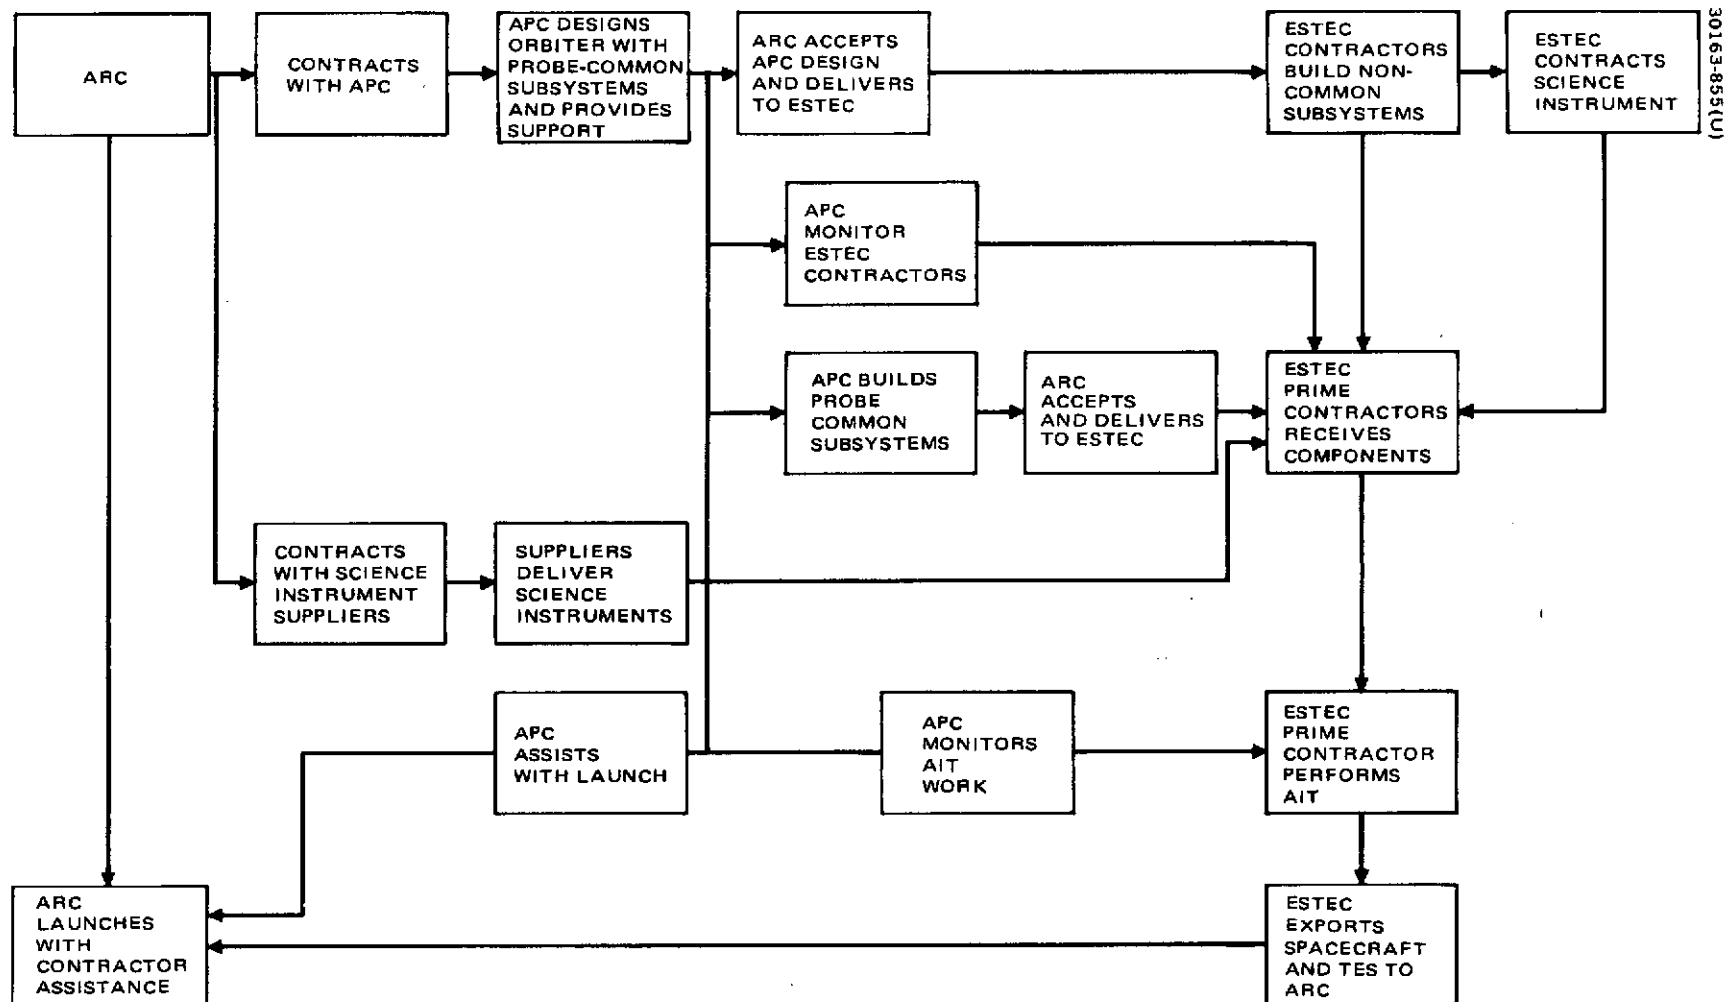 ARC
CONTRACTS
WITH APC
APC DESIGNS
ORBITER WITH
PROBE-COMMON
SUBSYSTEMS
AND PROVIDES
SUPPORT
ARC ACCEPTS
APC DESIGN
AND DELIVERS
TO ESTEC
ESTEC
CONTRACTORS
BUILD NON-
COMMON
SUBSYSTEMS
ESTEC
CONTRACTS
SCIENCE
INSTRUMENT
30163-855(U)
APC
MONITOR
ESTEC
CONTRACTORS
APC BUILDS
PROBE
COMMON
SUBSYSTEMS
ARC
ACCEPTS
AND DELIVERS
TO ESTEC
ESTEC
PRIME
CONTRACTORS
RECEIVES
COMPONENTS
CONTRACTS
WITH SCIENCE
INSTRUMENT
SUPPLIERS
SUPPLIERS
DELIVER
SCIENCE
INSTRUMENTS
APC
ASSISTS
WITH LAUNCH
APC
MONITORS
AIT
WORK
ESTEC
PRIME
CONTRACTOR
PERFORMS
AIT
ARC
LAUNCHES
WITH
CONTRACTOR
ASSISTANCE
ESTEC
EXPORTS
SPACECRAFT
AND TES TO
ARC